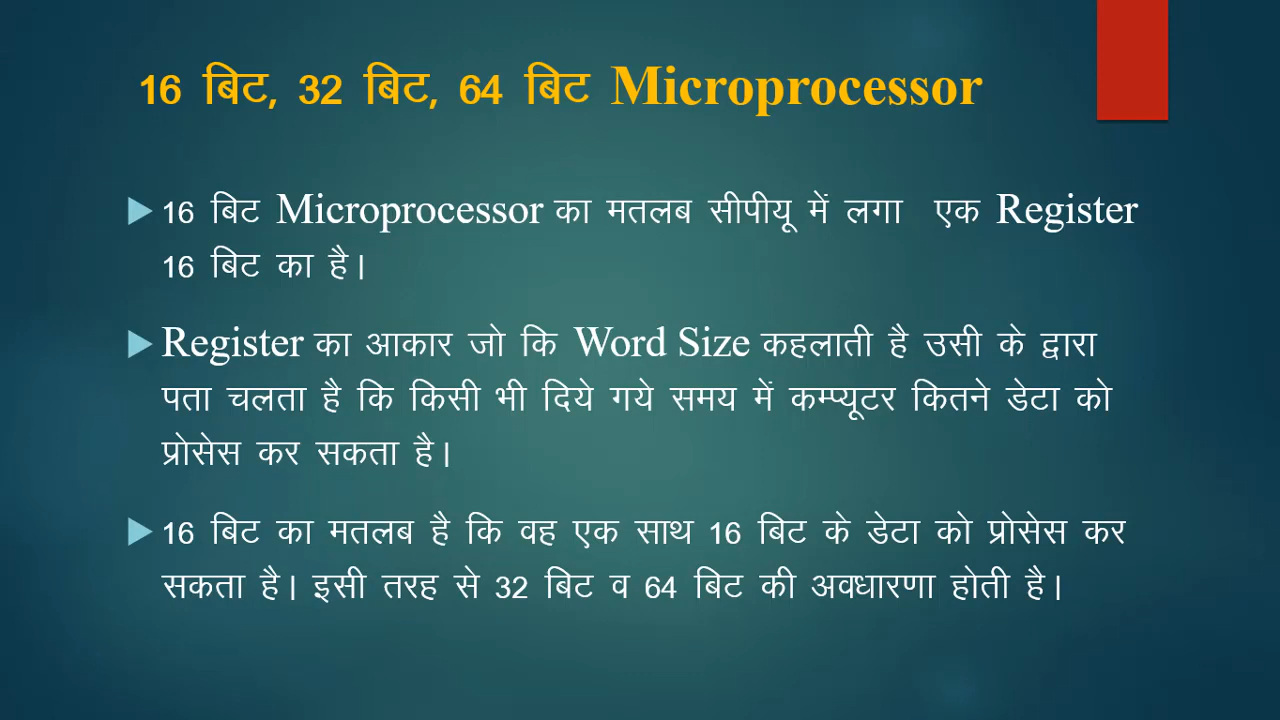 16 बिट, 32 बिट, 64 बिट Microprocessor
16 बिट Microprocessor का मतलब सीपीयू में लगा एक Register
16 बिट का है।
Register का आकार जो कि Word Size कहलाती है उसी के द्वारा
पता चलता है कि किसी भी दिये गये समय में कम्प्यूटर कितने डेटा को
प्रोसेस कर सकता है।
16 बिट का मतलब है कि वह एक साथ 16 बिट के डेटा को प्रोसेस कर
सकता है। इसी तरह से 32 बिट व 64 बिट की अवधारणा होती है।